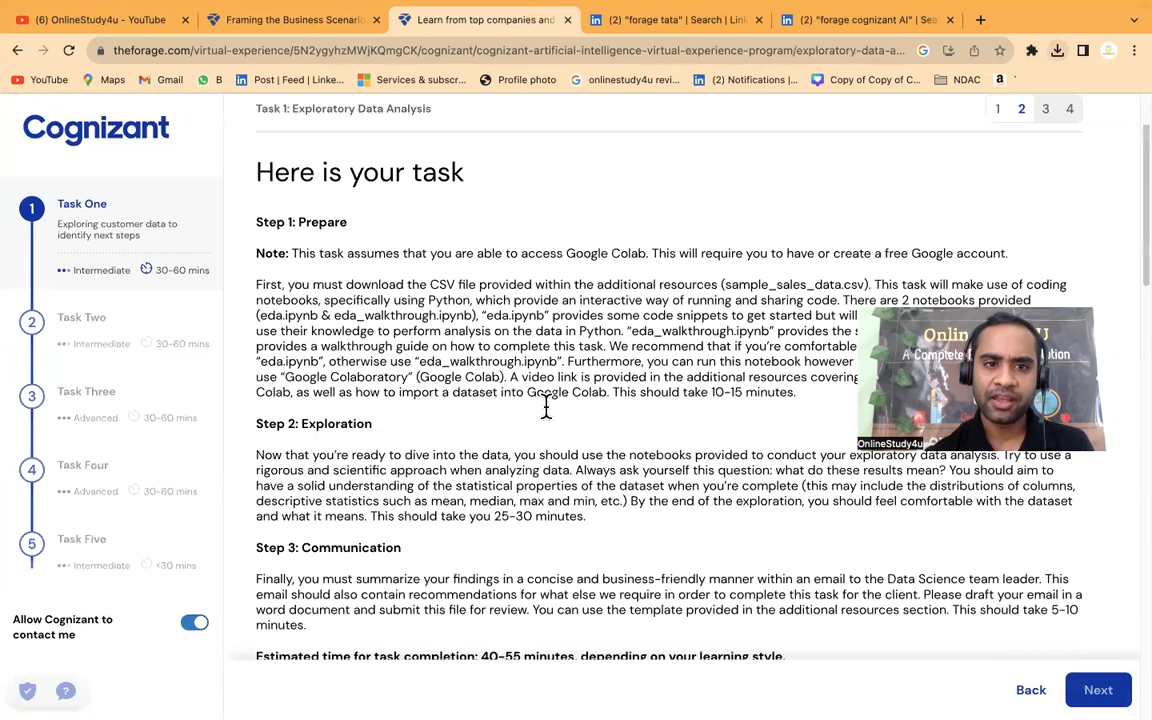 (6) OnlineStudy4u - YouTube
Framing the Business Scenario
Learn from top companies and
(2) "forage tata" | Search | Lin
(2) "forage cognizant AI" | Sea
theforage.com/virtual-experience/5N2ygyhzMWjKQmgCK/cognizant/cognizant-artificial-intelligence-virtual-experience-program/exploratory-data-a...
YouTube
Maps
Gmail
B
Post | Feed | Linke...
Services & subscr...
Profile photo
onlinestudy4u revi...
(2) Notifications |...
Copy of Copy of C...
NDAC
Cognizant
1
Task One
Exploring customer data to
identify next steps
Intermediate
30-60 mins
2
Task Two
Intermediate
30-60 mins
3
Task Three
Advanced
30-60 mins
4
Task Four
Advanced
30-60 mins
5
Task Five
Intermediate
<30 mins
Allow Cognizant to
contact me
Task 1: Exploratory Data Analysis
1 2 3 4
Here is your task
Step 1: Prepare
Note: This task assumes that you are able to access Google Colab. This will require you to have or create a free Google account.
First, you must download the CSV file provided within the additional resources (sample_sales_data.csv). This task will make use of coding
notebooks, specifically using Python, which provide an interactive way of running and sharing code. There are 2 notebooks provided
(eda.ipynb & eda_walkthrough.ipynb), “eda.ipynb” provides some code snippets to get started but will
use their knowledge to perform analysis on the data in Python. “eda_walkthrough.ipynb” provides the s
provides a walkthrough guide on how to complete this task. We recommend that if you’re comfortable
“eda.ipynb”, otherwise use “eda_walkthrough.ipynb”. Furthermore, you can run this notebook however
use “Google Colaboratory” (Google Colab). A video link is provided in the additional resources covering
Colab, as well as how to import a dataset into Google Colab. This should take 10-15 minutes.
Step 2: Exploration
Now that you’re ready to dive into the data, you should use the notebooks provided to conduct your exploratory data analysis. Try to use a
rigorous and scientific approach when analyzing data. Always ask yourself this question: what do these results mean? You should aim to
have a solid understanding of the statistical properties of the dataset when you’re complete (this may include the distributions of columns,
descriptive statistics such as mean, median, max and min, etc.) By the end of the exploration, you should feel comfortable with the dataset
and what it means. This should take you 25-30 minutes.
Step 3: Communication
Finally, you must summarize your findings in a concise and business-friendly manner within an email to the Data Science team leader. This
email should also contain recommendations for what else we require in order to complete this task for the client. Please draft your email in a
word document and submit this file for review. You can use the template provided in the additional resources section. This should take 5-10
minutes.
Estimated time for task completion: 40-55 minutes, depending on your learning style.
Onlin
U
A Complete
OnlineStudy4u
Back
Next